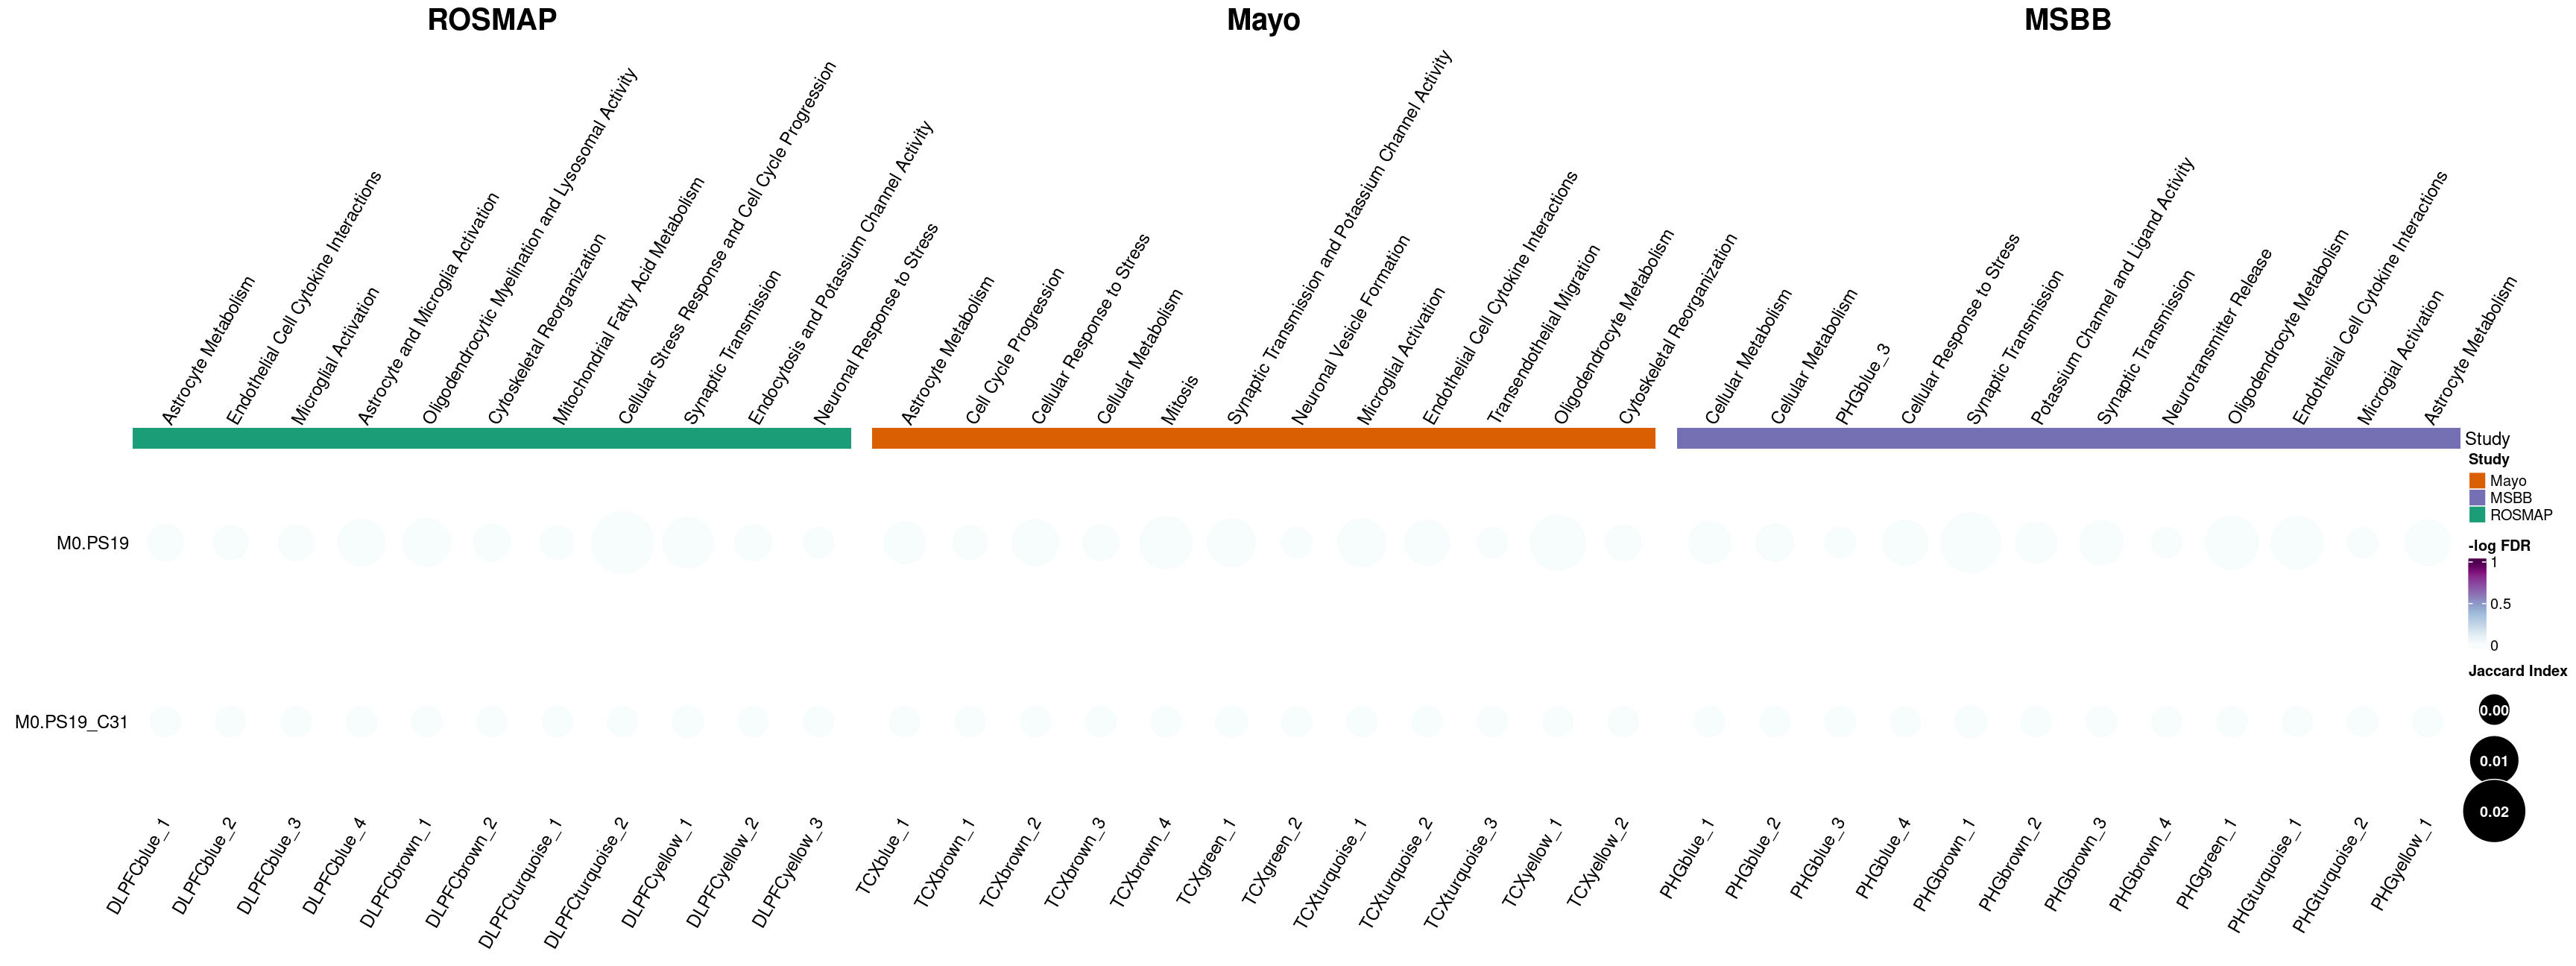 ROSMAP
Mayo
MSBB
Astrocyte Metabolism
Endothelial Cell Cytokine Interactions
Microglial Activation
Astrocyte and Microglia Activation
Oligodendrocytic Myelination and Lysosomal Activity
Cytoskeletal Reorganization
Mitochondrial Fatty Acid Metabolism
Cellular Stress Response and Cell Cycle Progression
Synaptic Transmission
Endocytosis and Potassium Channel Activity
Neuronal Response to Stress
Astrocyte Metabolism
Cell Cycle Progression
Cellular Response to Stress
Cellular Metabolism
Mitosis
Synaptic Transmission and Potassium Channel Activity
Neuronal Vesicle Formation
Microglial Activation
Endothelial Cell Cytokine Interactions
Transendothelial Migration
Oligodendrocyte Metabolism
Cytoskeletal Reorganization
Cellular Metabolism
Cellular Metabolism
PHGblue_3
Cellular Response to Stress
Synaptic Transmission
Potassium Channel and Ligand Activity
Synaptic Transmission
Neurotransmitter Release
Oligodendrocyte Metabolism
Endothelial Cell Cytokine Interactions
Microgial Activation
Astrocyte Metabolism
Study
Study
Mayo
MSBB
ROSMAP
-log FDR
1
0.5
0
Jaccard Index
0.00
0.01
0.02
M0.PS19
M0.PS19_C31
DLPFCblue_1
DLPFCblue_2
DLPFCblue_3
DLPFCblue_4
DLPFCbrown_1
DLPFCbrown_2
DLPFCturquoise_1
DLPFCturquoise_2
DLPFCyellow_1
DLPFCyellow_2
DLPFCyellow_3
TCXblue_1
TCXbrown_1
TCXbrown_2
TCXbrown_3
TCXbrown_4
TCXgreen_1
TCXgreen_2
TCXturquoise_1
TCXturquoise_2
TCXturquoise_3
TCXyellow_1
TCXyellow_2
PHGblue_1
PHGblue_2
PHGblue_3
PHGblue_4
PHGbrown_1
PHGbrown_2
PHGbrown_3
PHGbrown_4
PHGgreen_1
PHGturquoise_1
PHGturquoise_2
PHGyellow_1